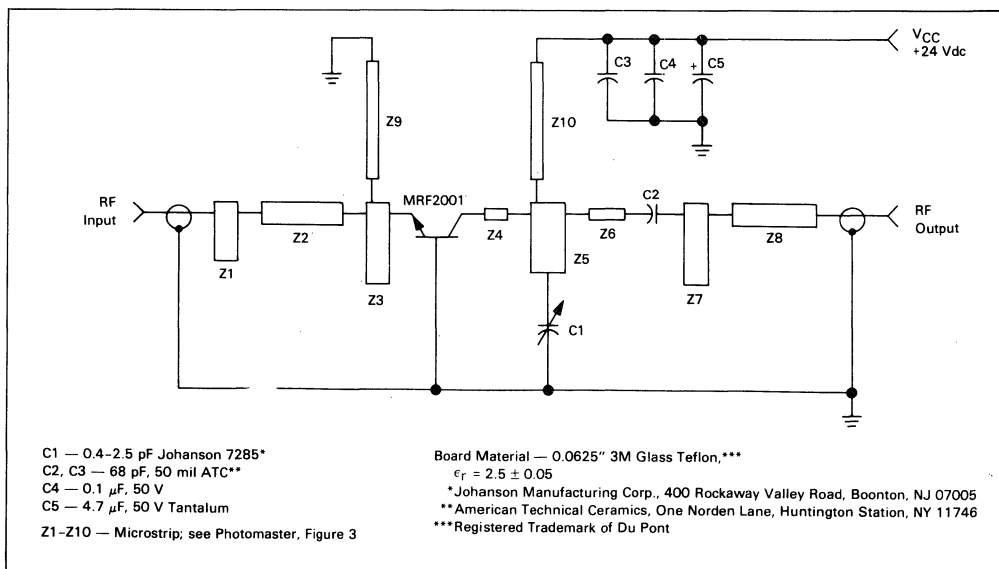 VCC
+24 Vdc
C3
C4
+
C5
Z9
Z10
MRF2001
C2
RF
Input
RF
Output
Z1
Z2
Z3
Z4
Z5
Z6
Z7
Z8
C1
C1 — 0.4-2.5 pF Johanson 7285*
C2, C3 — 68 pF, 50 mil ATC**
C4 — 0.1 μF, 50 V
C5 — 4.7 μF, 50 V Tantalum
Z1–Z10 — Microstrip; see Photomaster, Figure 3
Board Material — 0.0625" 3M Glass Teflon,***
εr = 2.5 ± 0.05
*Johanson Manufacturing Corp., 400 Rockaway Valley Road, Boonton, NJ 07005
**American Technical Ceramics, One Norden Lane, Huntington Station, NY 11746
***Registered Trademark of Du Pont